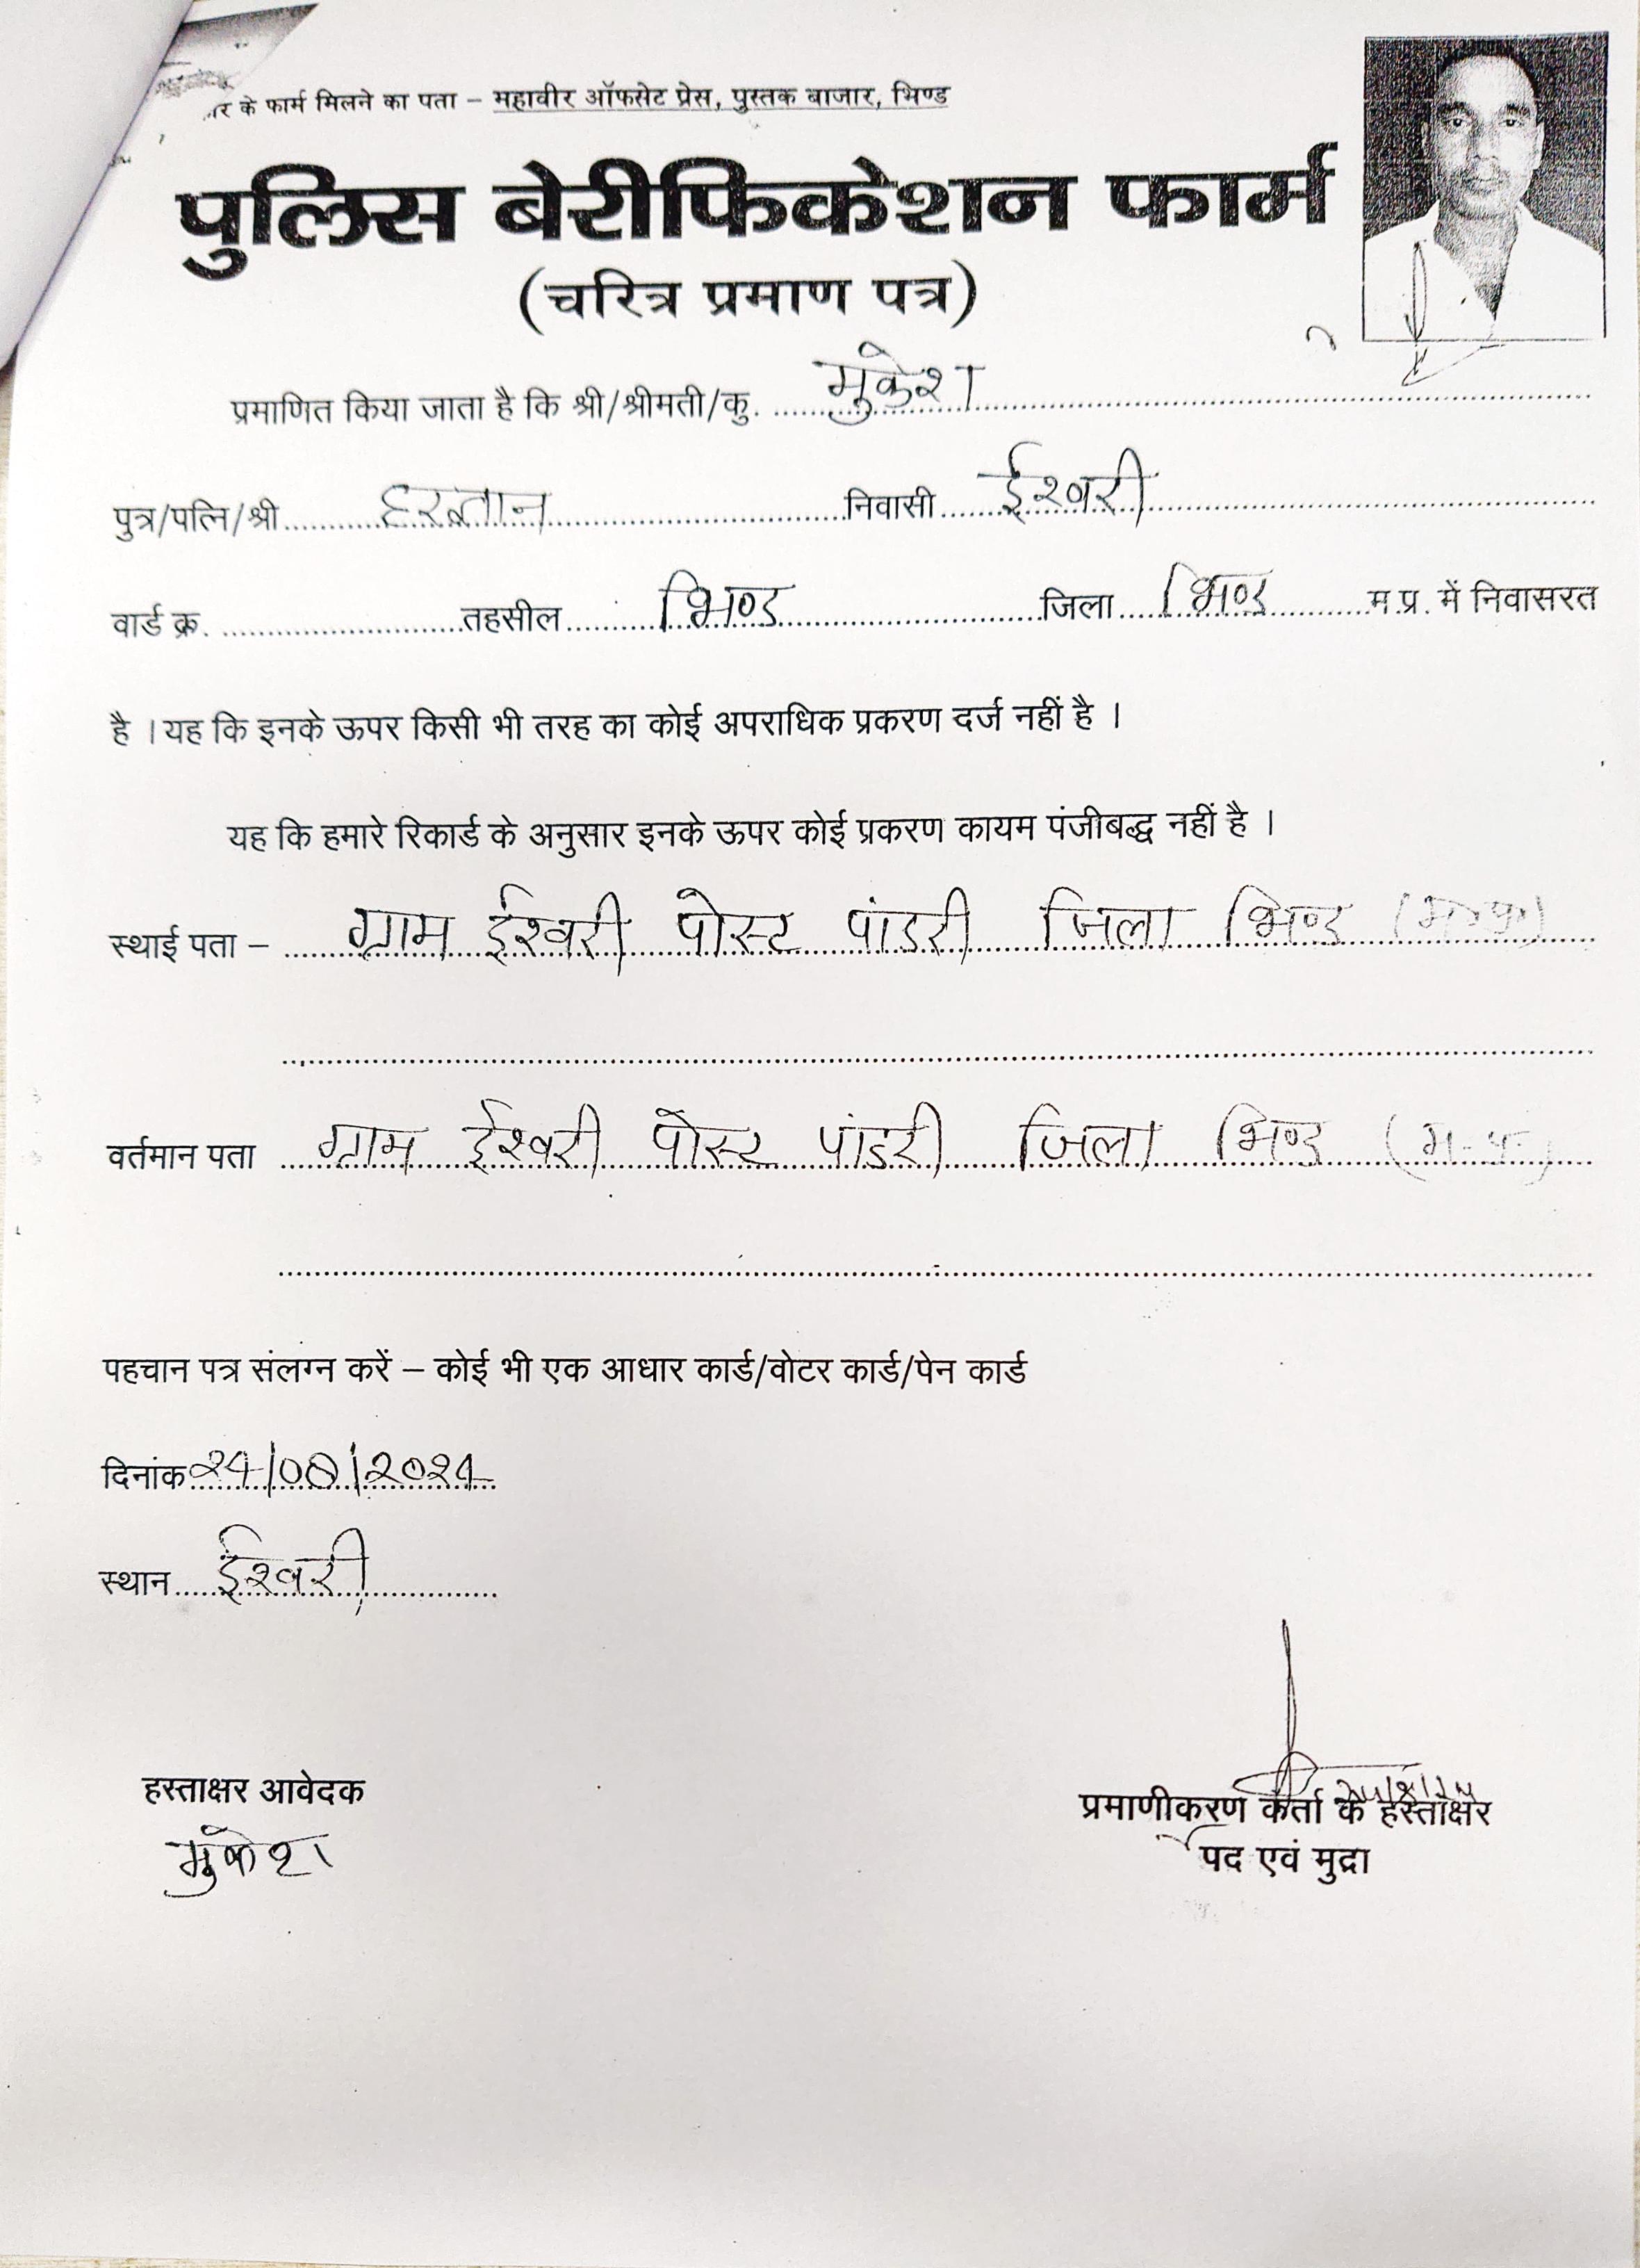 के फार्म मिलने का पता – महावीर ऑफसेट प्रेस, पुस्तक बाजार, भिण्ड
पुलिस बेरीफिकेशन फार्म
(चरित्र प्रमाण पत्र)
प्रमाणित किया जाता है कि श्री/श्रीमती/कु. मुकेश
पुत्र/पत्नि/श्री निवासी ईश्वरी
वार्ड क्र. तहसील भिण्ड जिला भिण्ड म.प्र. में निवासरत
है । यह कि इनके ऊपर किसी भी तरह का कोई अपराधिक प्रकरण दर्ज नहीं है ।
यह कि हमारे रिकार्ड के अनुसार इनके ऊपर कोई प्रकरण कायम पंजीबद्ध नहीं है ।
स्थाई पता – ग्राम ईश्वरी पोस्ट पांडरी जिला भिण्ड (म.प्र.)
वर्तमान पता ग्राम ईश्वरी पोस्ट पांडरी जिला भिण्ड (म.प्र.)
पहचान पत्र संलग्न करें – कोई भी एक आधार कार्ड/वोटर कार्ड/पेन कार्ड
दिनांक 24/08/2024
स्थान ईश्वरी
हस्ताक्षर आवेदक
मुकेश
प्रमाणीकरण कर्ता के हस्ताक्षर
पद एवं मुद्रा